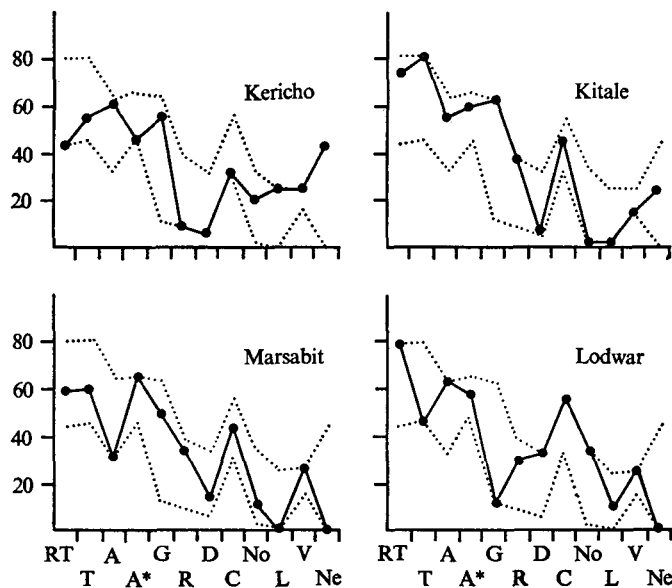 80
60
40
20
Kericho
Kitale
80
60
40
20
Marsabit
Lodwar
RT A G D No V
T A* R C L Ne
RT A G D No V
T A* R C L Ne